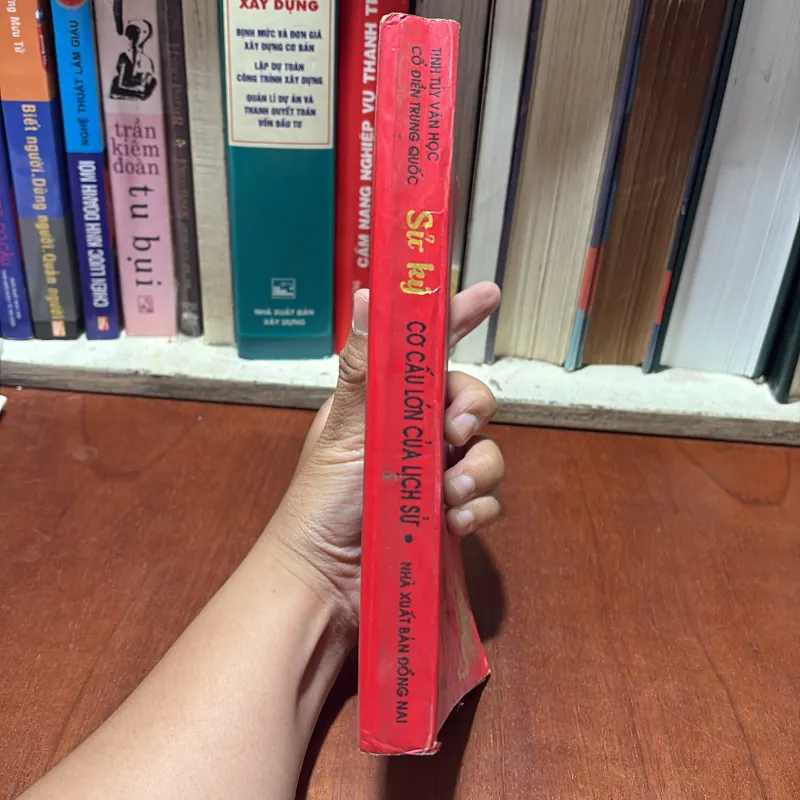 TINH TÚY VĂN HỌC
CỔ ĐIỂN TRUNG QUỐC
Sử ký
CƠ CẤU LỚN CỦA LỊCH SỬ •
NHÀ XUẤT BẢN ĐỒNG NAI
Mưu Tử
Biết người. Dùng người. Quản người
NGHỆ THUẬT LÀM GIÀU
CHIẾN LƯỢC KINH DOANH MỚI
trần
kiêm
đoàn
tu bụi
XÂY DỰNG
ĐỊNH MỨC VÀ ĐƠN GIÁ
XÂY DỰNG CƠ BẢN
LẬP DỰ TOÁN
CÔNG TRÌNH XÂY DỰNG
QUẢN LÍ DỰ ÁN VÀ
THANH QUYẾT TOÁN
VỐN ĐẦU TƯ
NHÀ XUẤT BẢN
XÂY DỰNG
CẨM NANG NGHIỆP VỤ THANH T